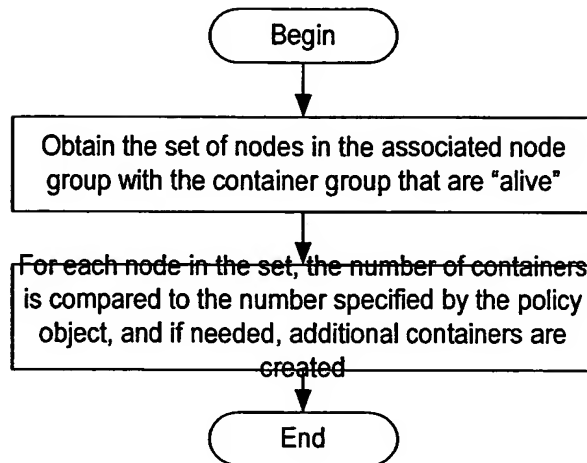 Begin
Obtain the set of nodes in the associated node
group with the container group that are "alive"
For each node in the set, the number of containers
is compared to the number specified by the policy
object, and if needed, additional containers are
created
End